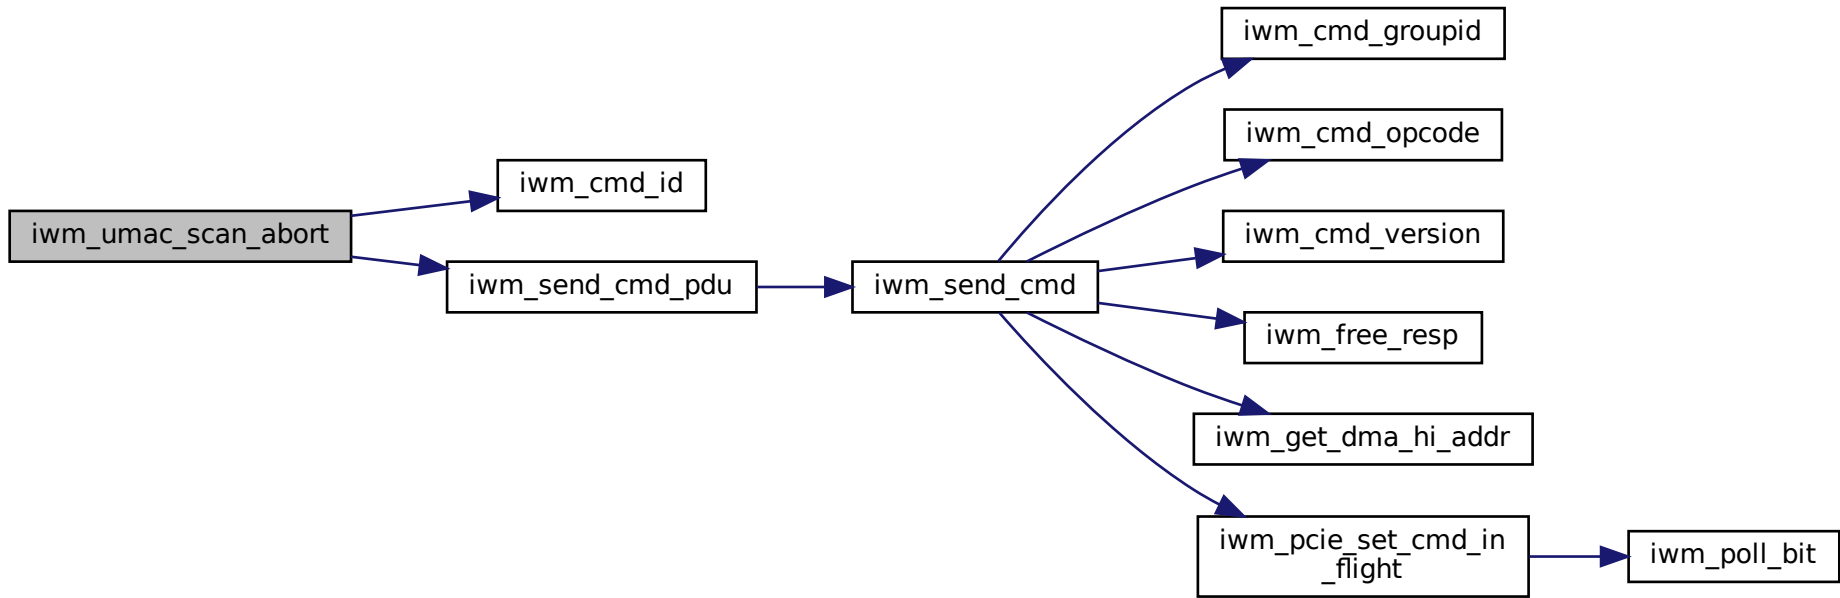 iwm_umac_scan_abort
iwm_cmd_id
iwm_send_cmd_pdu
iwm_send_cmd
iwm_cmd_groupid
iwm_cmd_opcode
iwm_cmd_version
iwm_free_resp
iwm_get_dma_hi_addr
iwm_pcie_set_cmd_in
_flight
iwm_poll_bit